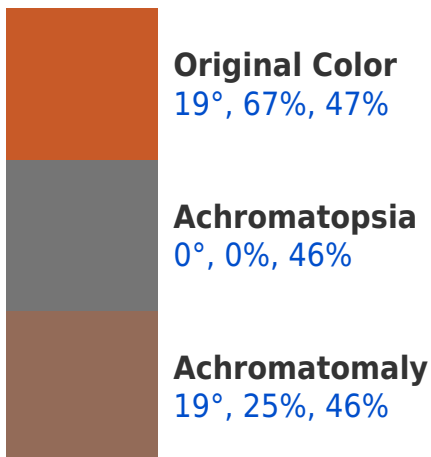 Original Color
19°, 67%, 47%
Achromatopsia
0°, 0%, 46%
Achromatomaly
19°, 25%, 46%